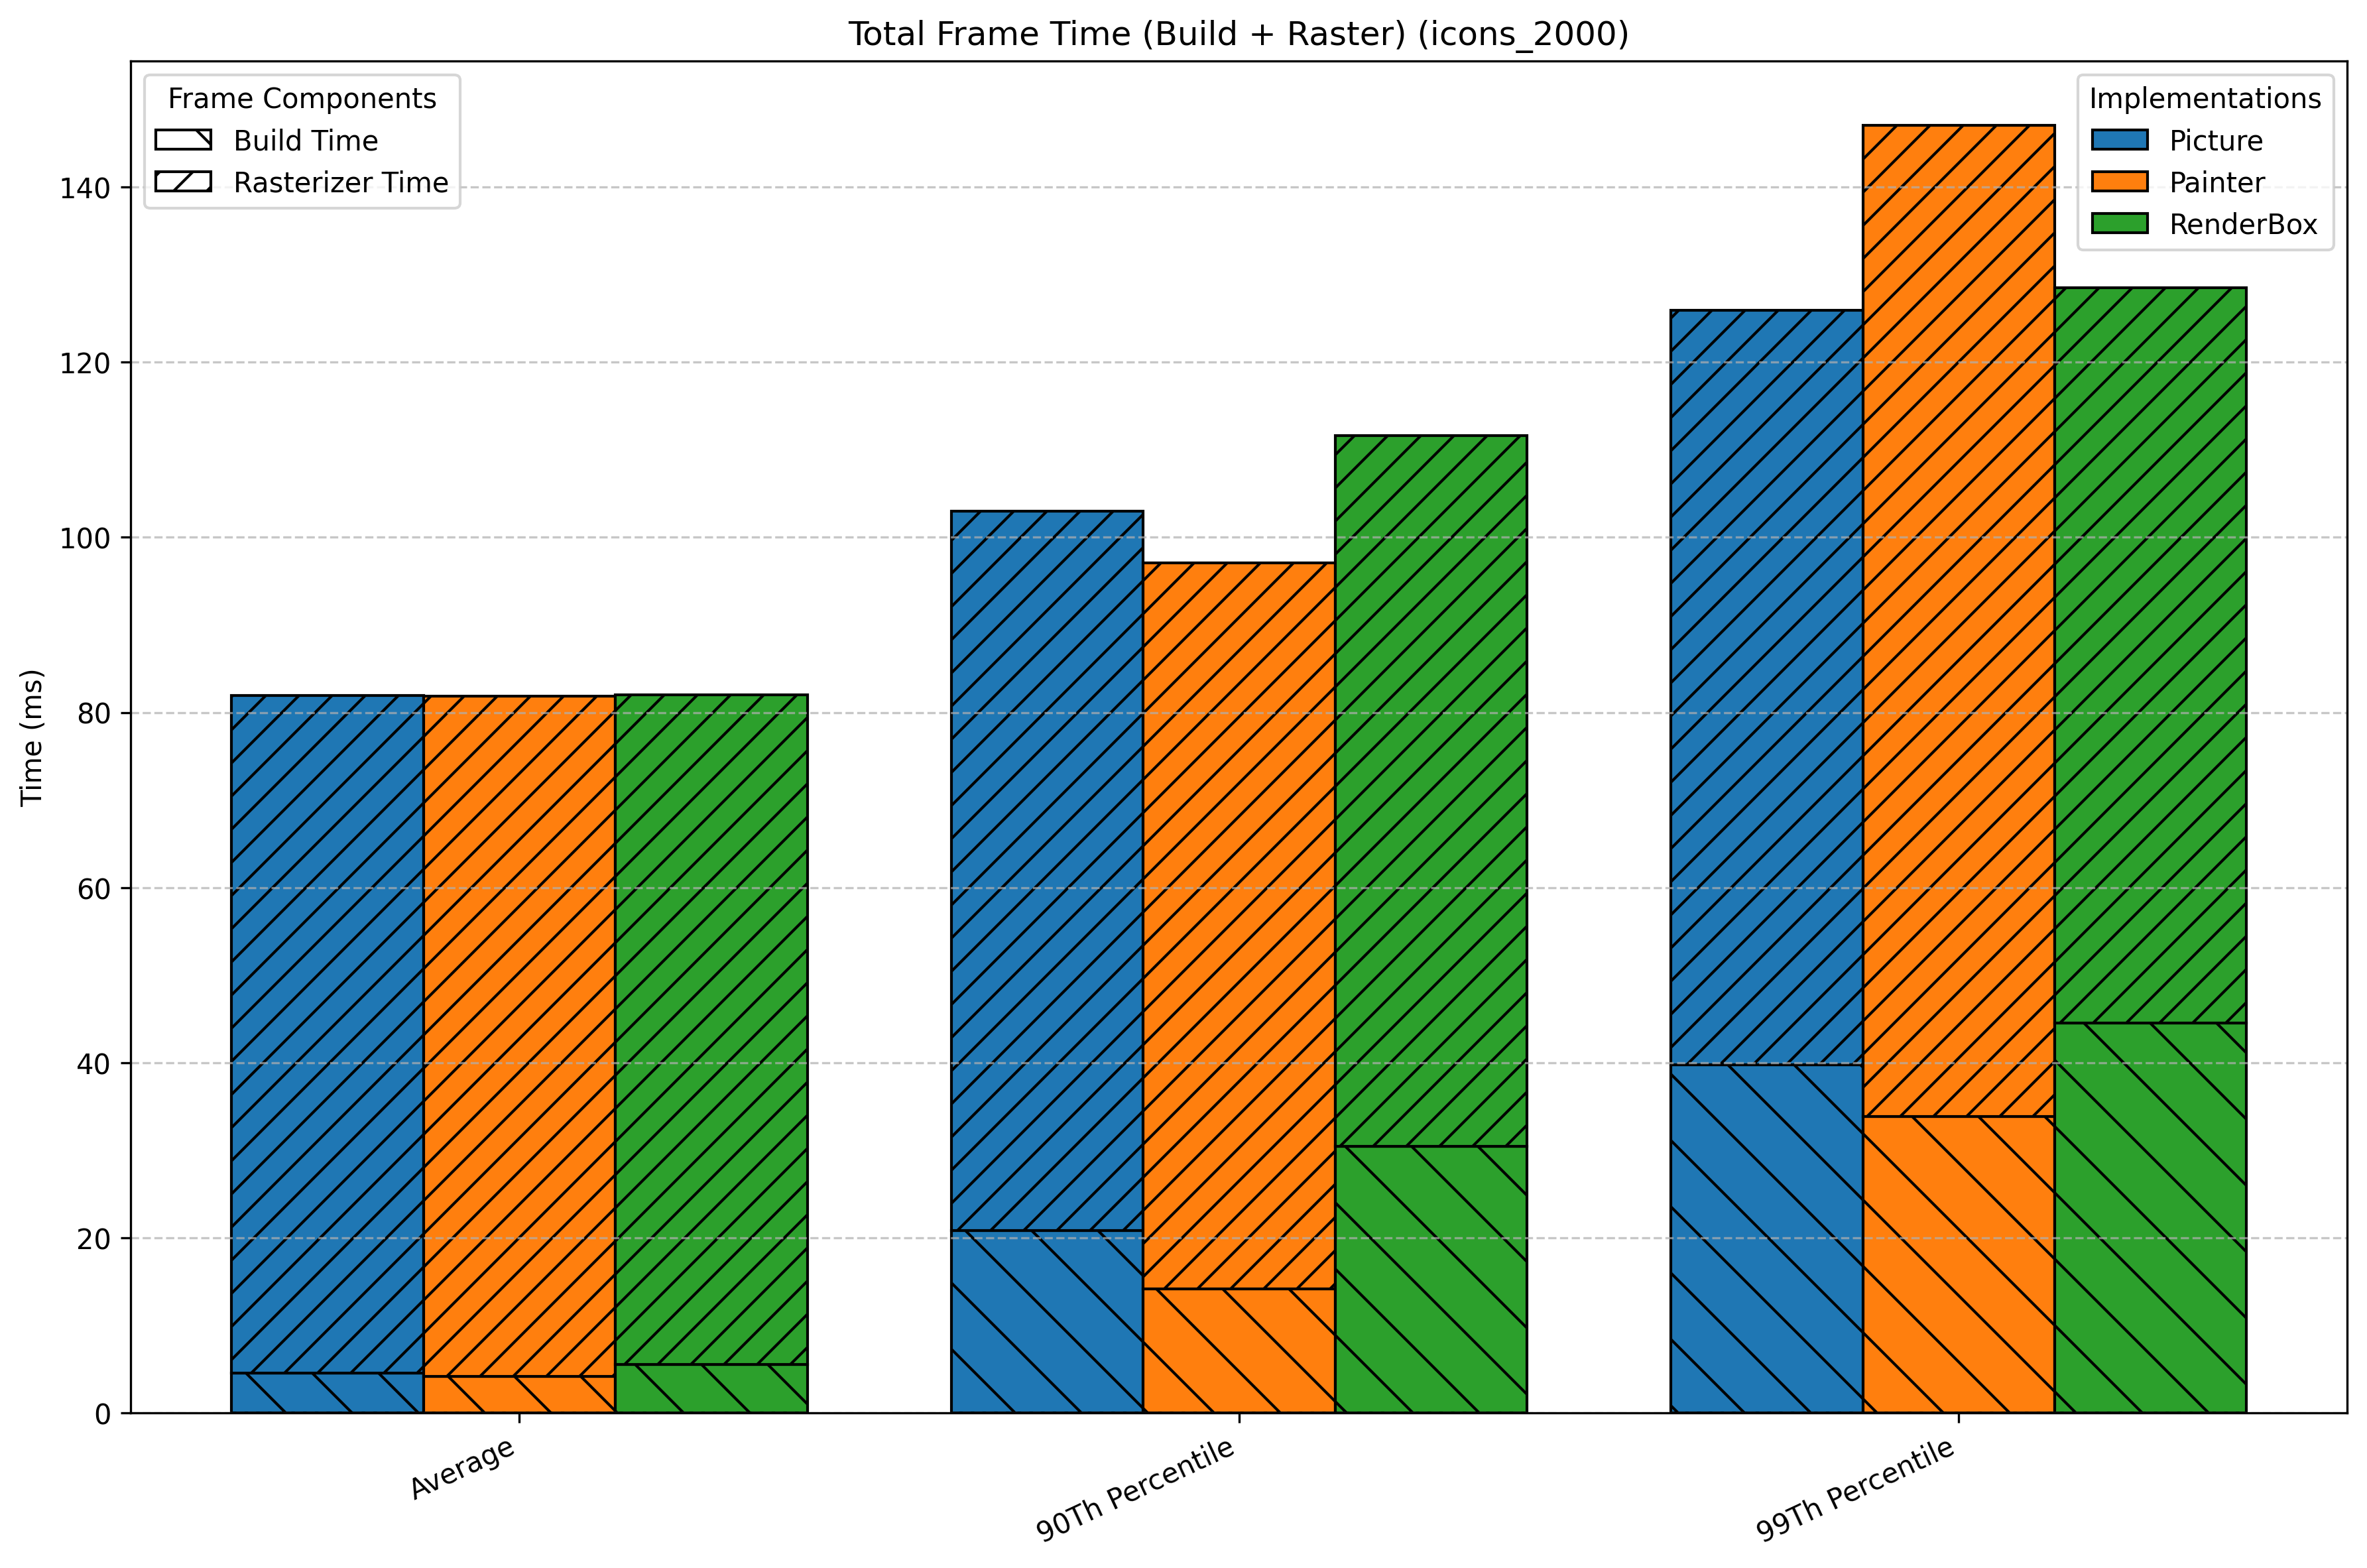 Total Frame Time (Build + Raster) (icons_2000)
Frame Components
Build Time
Rasterizer Time
Implementations
Picture
Painter
RenderBox
Time (ms)
140
120
100
80
60
40
20
0
Average
90Th Percentile
99Th Percentile